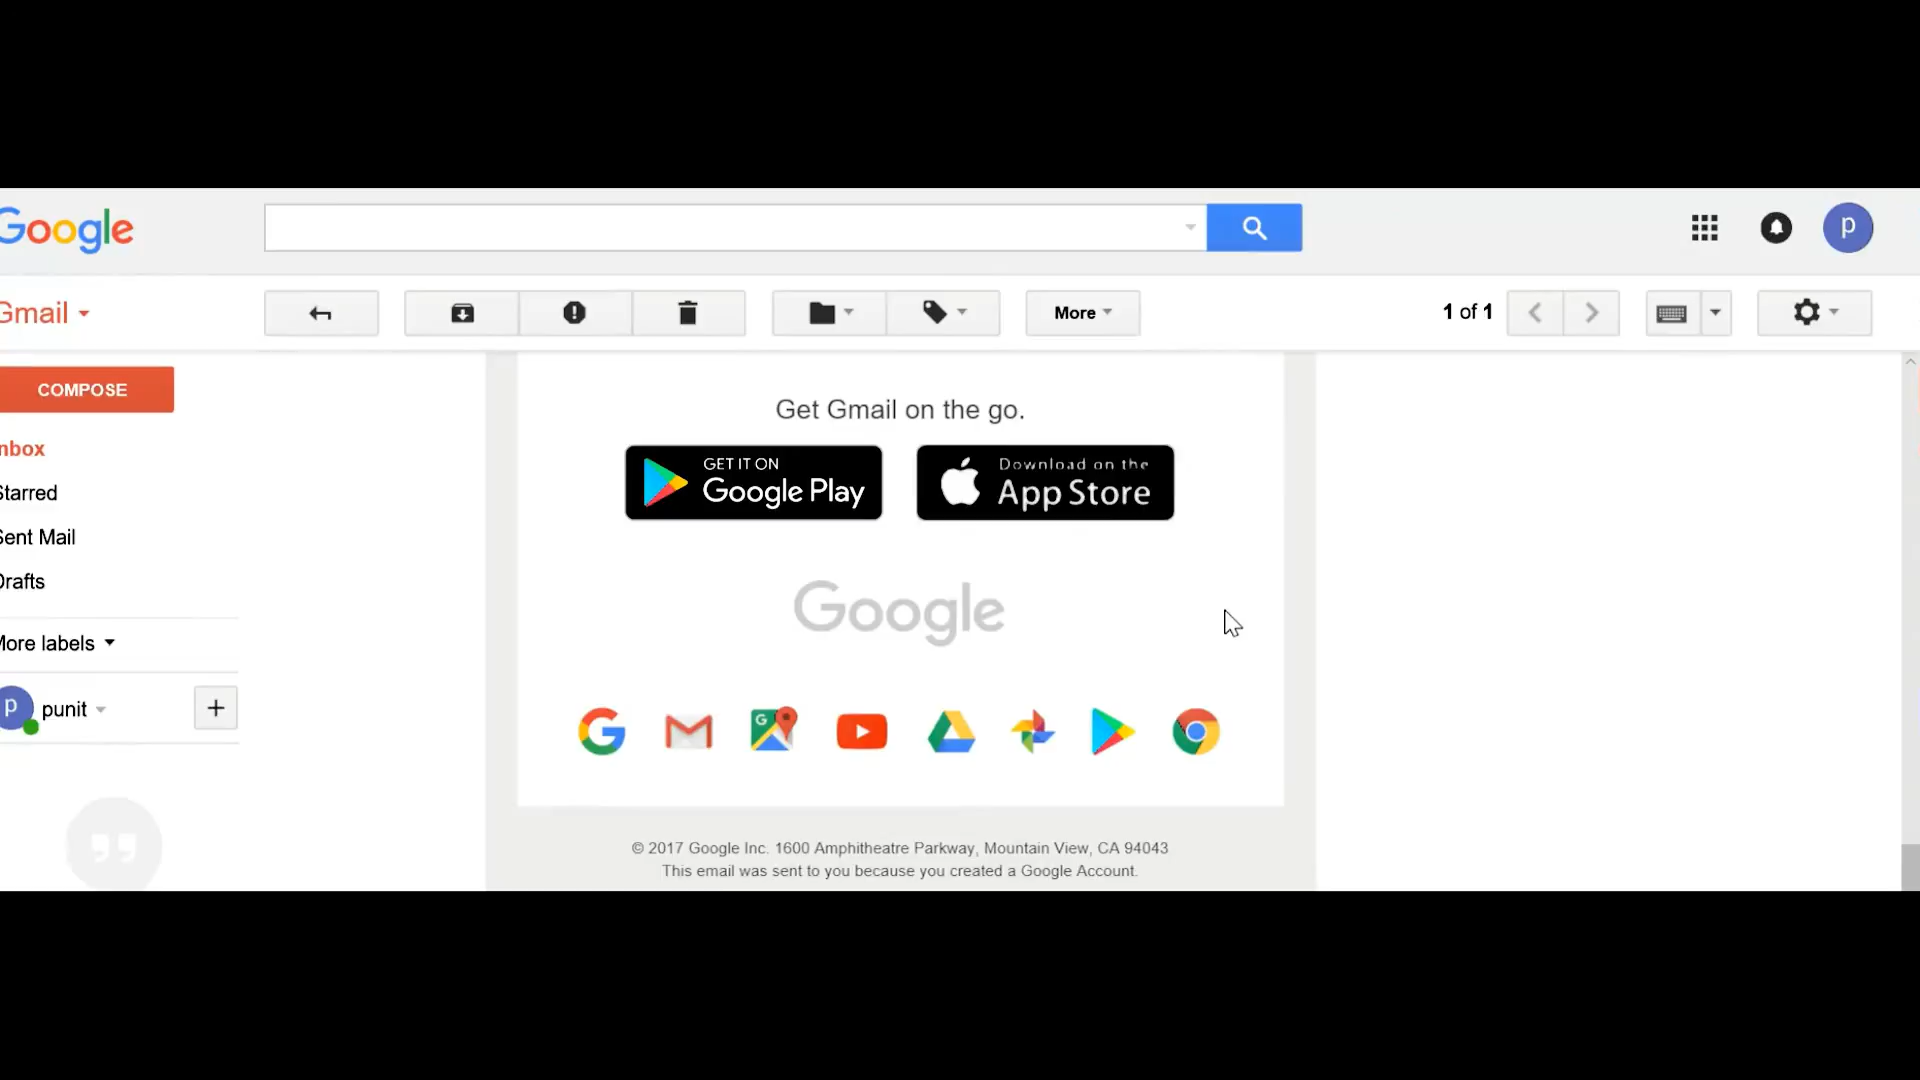 Google
Gmail
More
1 of 1
COMPOSE
Inbox
Starred
Sent Mail
Drafts
More labels
p
punit
p
Get Gmail on the go.
GET IT ON
Google Play
Download on the
App Store
Google
© 2017 Google Inc. 1600 Amphitheatre Parkway, Mountain View, CA 94043
This email was sent to you because you created a Google Account.